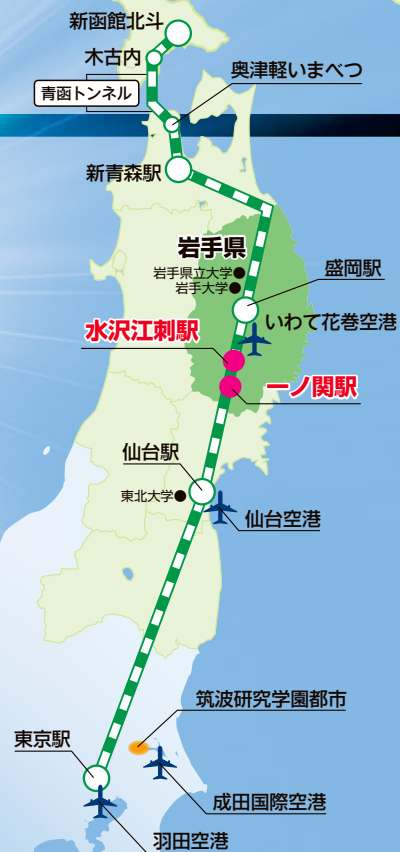 新函館北斗
木古内
奥津軽いまべつ
青函トンネル
新青森駅
岩手県
岩手県立大学
岩手大学
盛岡駅
いわて花巻空港
水沢江刺駅
一ノ関駅
仙台駅
東北大学
仙台空港
筑波研究学園都市
東京駅
成田国際空港
羽田空港